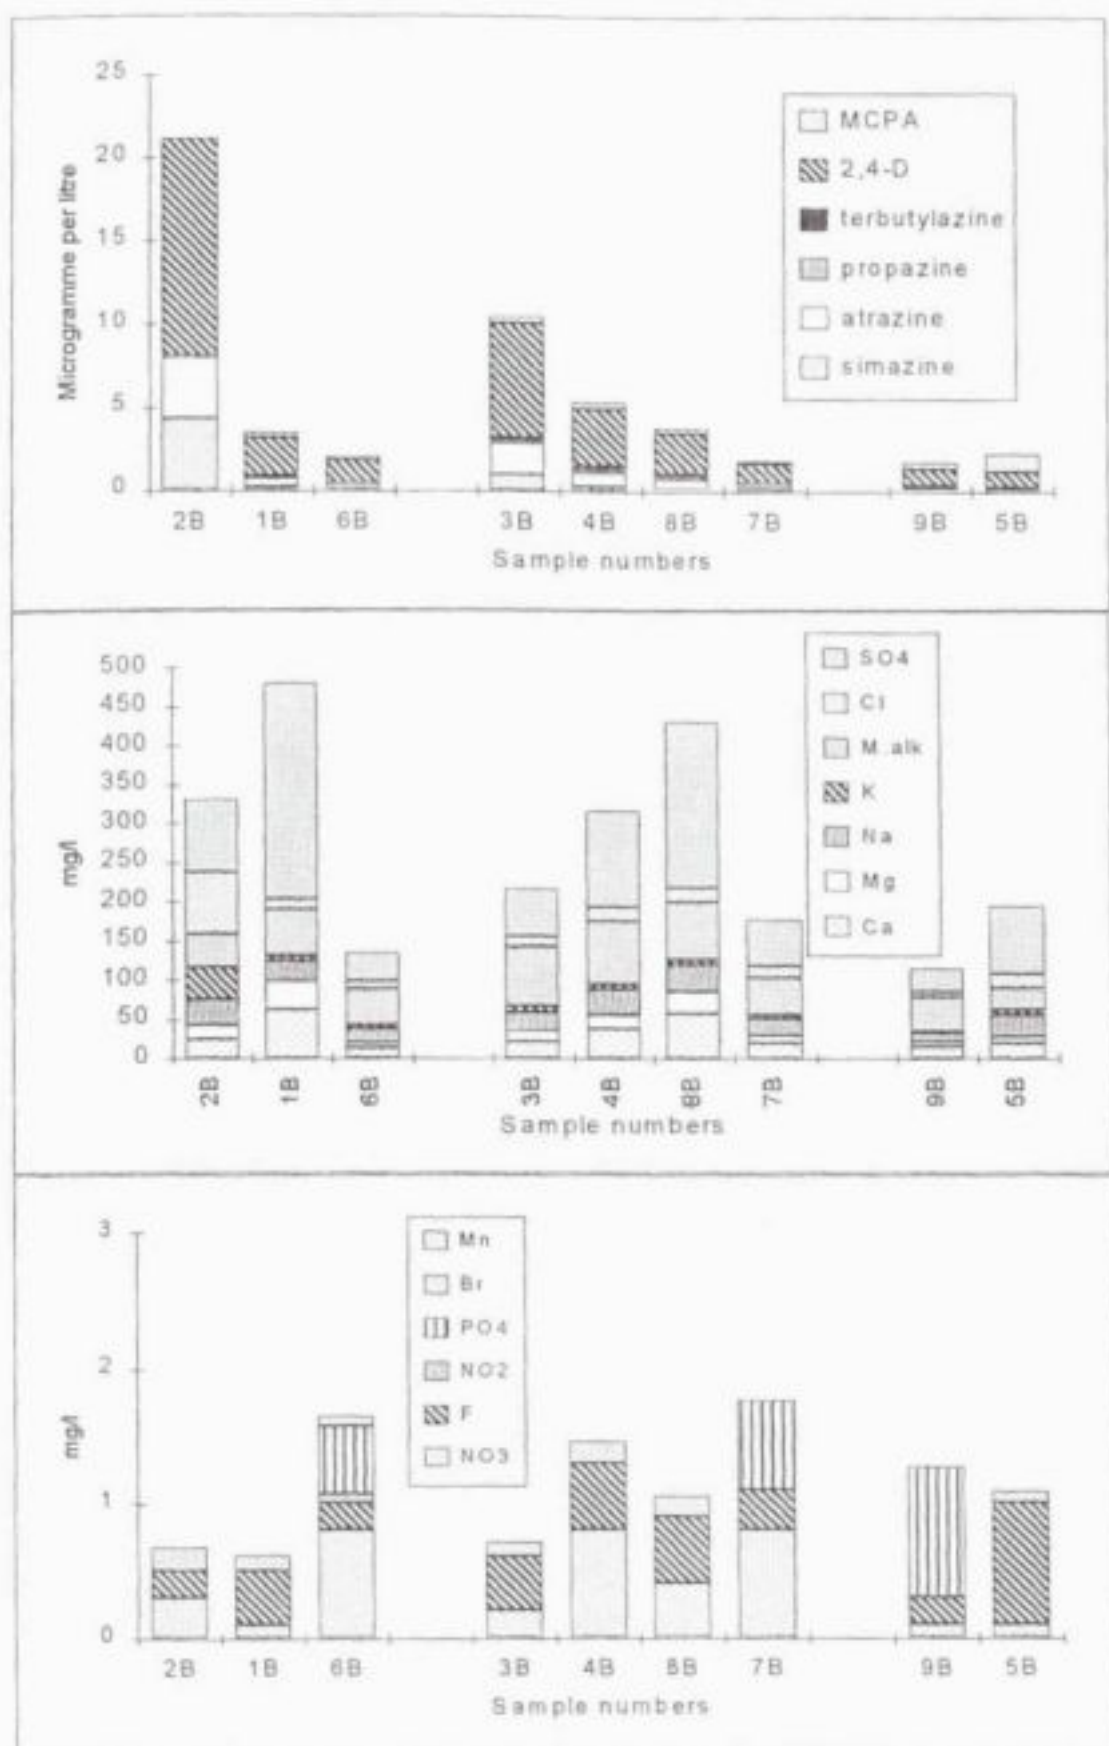 25
20
15
10
5
0
Microgramme per litre
MCPA
2,4-D
terbutylazine
propazine
atrazine
simazine
2B 1B 6B 3B 4B 8B 7B 9B 5B
Sample numbers
500
450
400
350
300
250
200
150
100
50
0
mg/l
SO4
Cl
M.alk
K
Na
Mg
Ca
2B 1B 6B 3B 4B 8B 7B 9B 5B
Sample numbers
3
2
1
0
mg/l
Mn
Br
PO4
NO2
F
NO3
2B 1B 6B 3B 4B 8B 7B 9B 5B
Sample numbers